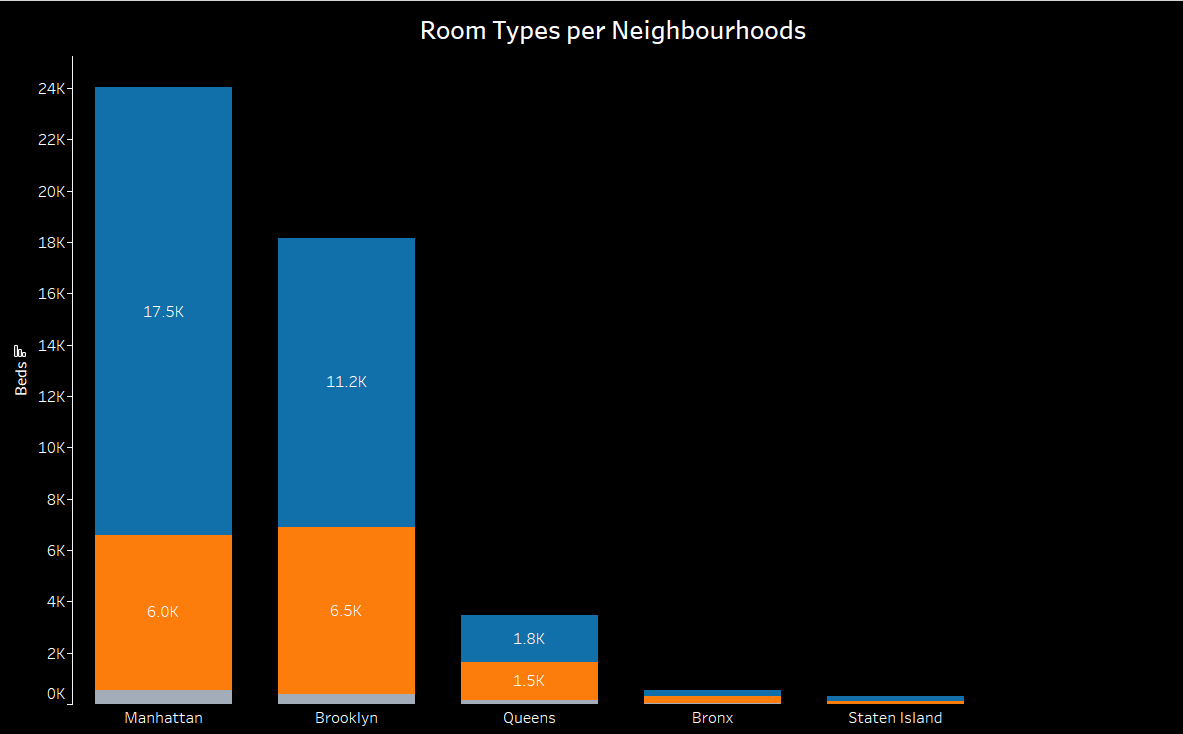 Room Types per Neighbourhoods
24K
22K
20K
18K
16K
14K
12K
10K
8K
6K
4K
2K
0K
Beds
17.5K
11.2K
6.0K
6.5K
1.8K
1.5K
Manhattan Brooklyn Queens Bronx Staten Island